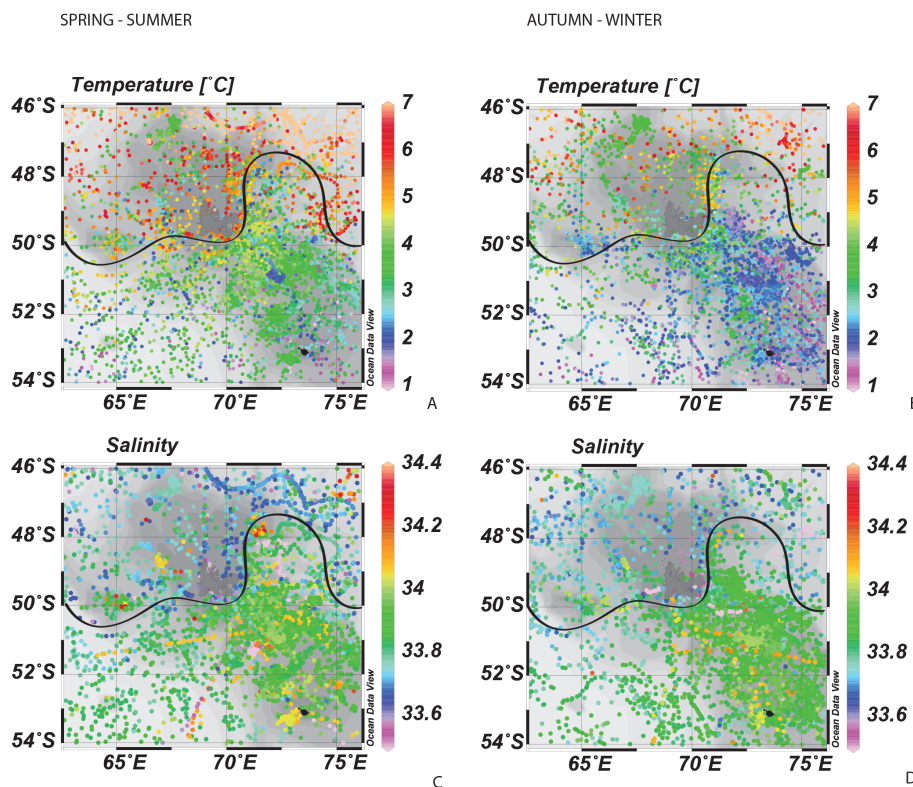 SPRING - SUMMER
AUTUMN - WINTER
Temperature [˚C]
46˚S
48˚S
50˚S
52˚S
54˚S
65˚E
70˚E
75˚E
7
6
5
4
3
2
1
Ocean Data View
A
Temperature [˚C]
46˚S
48˚S
50˚S
52˚S
54˚S
65˚E
70˚E
75˚E
7
6
5
4
3
2
1
Ocean Data View
Salinity
46˚S
48˚S
50˚S
52˚S
54˚S
65˚E
70˚E
75˚E
34.4
34.2
34
33.8
33.6
Ocean Data View
C
Salinity
46˚S
48˚S
50˚S
52˚S
54˚S
65˚E
70˚E
75˚E
34.4
34.2
34
33.8
33.6
Ocean Data View
D